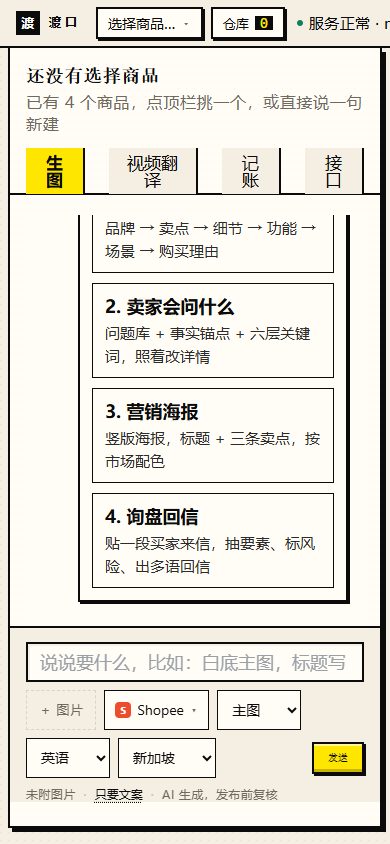 渡 渡口 选择商品... 仓库 0 服务正常 ·
还没有选择商品
已有 4 个商品，点顶栏挑一个，或直接说一句
新建
生图 视频翻译 记账 接口
品牌 → 卖点 → 细节 → 功能 →
场景 → 购买理由
2. 卖家会问什么
问题库 + 事实锚点 + 六层关键
词，照着改详情
3. 营销海报
竖版海报，标题 + 三条卖点，按
市场配色
4. 询盘回信
贴一段买家来信，抽要素、标风
险、出多语回信
说说要什么，比如：白底主图，标题写
+ 图片 Shopee 主图
英语 新加坡 发送
未附图片 · 只要文案 · AI 生成，发布前复核